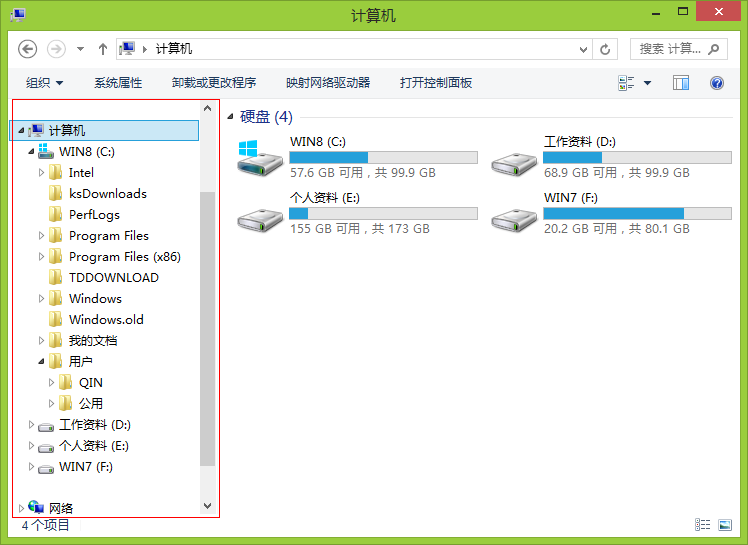 计算机
计算机
搜索 计算...
组织 系统属性 卸载或更改程序 映射网络驱动器 打开控制面板
计算机
WIN8 (C:)
Intel
ksDownloads
PerfLogs
Program Files
Program Files (x86)
TDDOWNLOAD
Windows
Windows.old
我的文档
用户
QIN
公用
工作资料 (D:)
个人资料 (E:)
WIN7 (F:)
网络
硬盘 (4)
WIN8 (C:)
57.6 GB 可用，共 99.9 GB
工作资料 (D:)
68.9 GB 可用，共 99.9 GB
个人资料 (E:)
155 GB 可用，共 173 GB
WIN7 (F:)
20.2 GB 可用，共 80.1 GB
4 个项目